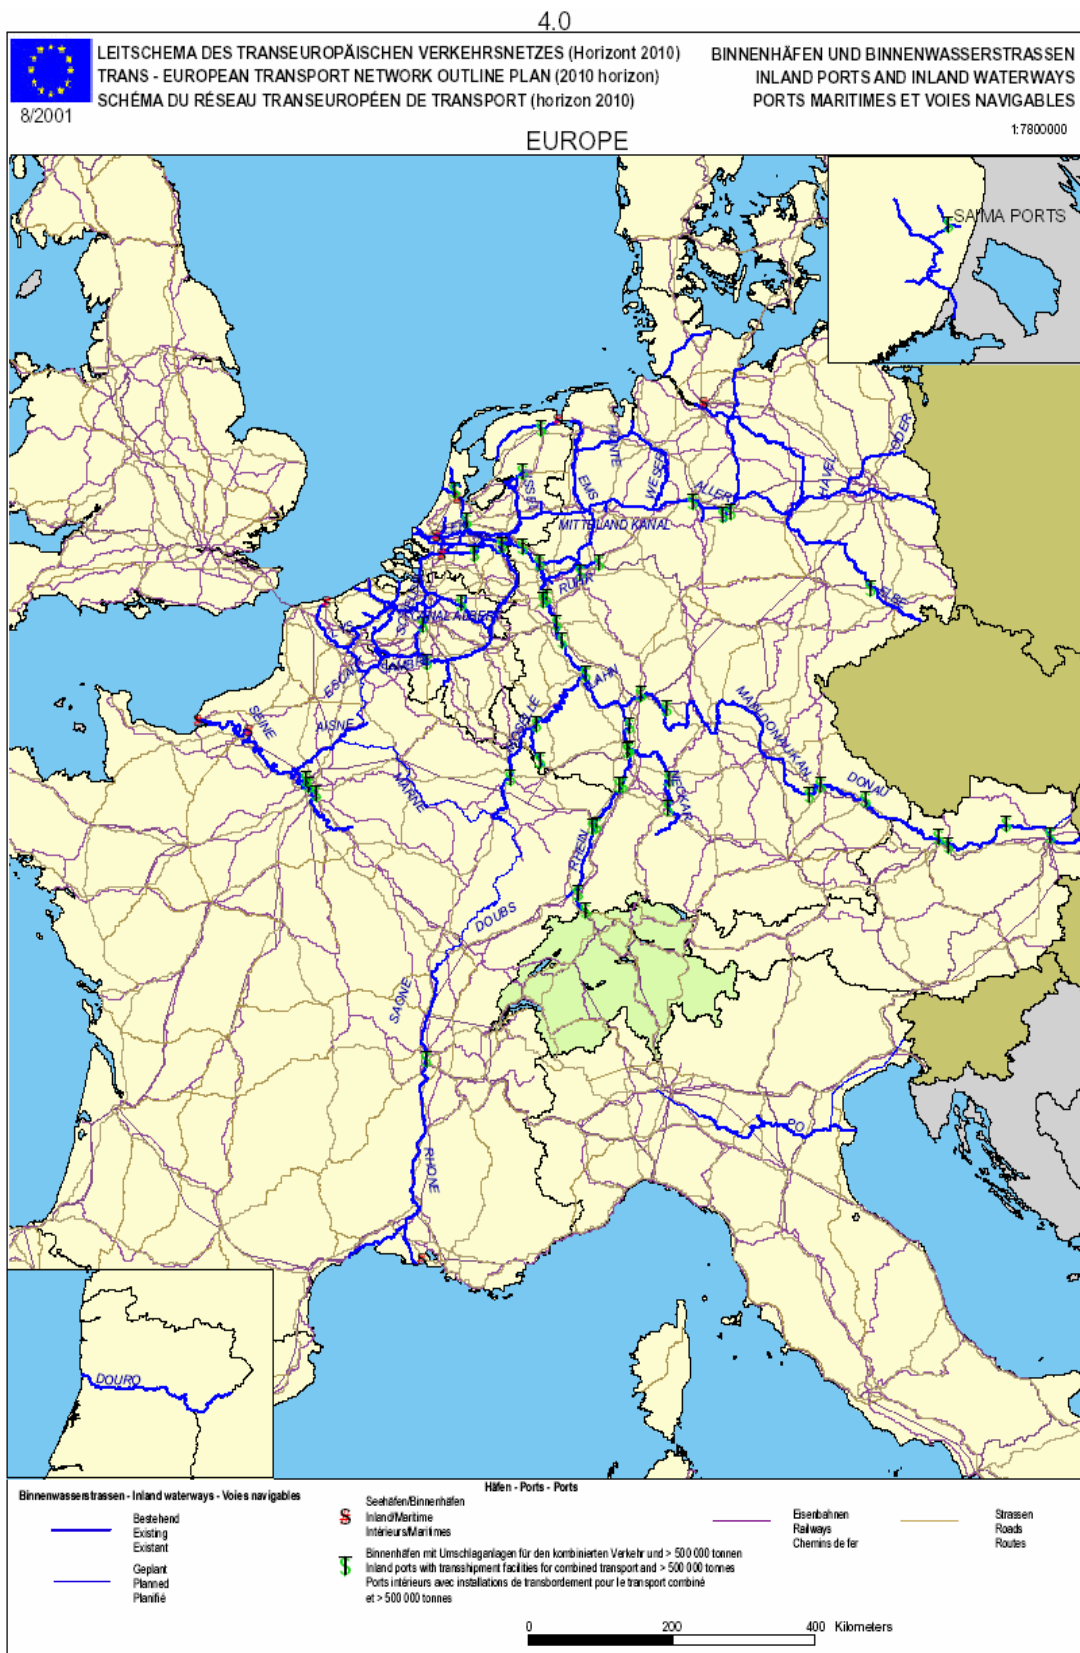 4.0
LEITSCHEMA DES TRANSEUROPÄISCHEN VERKEHRSNETZES (Horizont 2010)
TRANS - EUROPEAN TRANSPORT NETWORK OUTLINE PLAN (2010 horizon)
SCHÉMA DU RÉSEAU TRANSEUROPÉEN DE TRANSPORT (horizon 2010)
BINNENHÄFEN UND BINNENWASSERSTRASSEN
INLAND PORTS AND INLAND WATERWAYS
PORTS MARITIMES ET VOIES NAVIGABLES
8/2001
1:7800000
EUROPE
SAIMA PORTS
ODER
HAVEL
HUNTE
WESER
EMS
ALLER
MITTELLAND KANAL
RUHR
ELBE
LAHN
ESCAUT
AISNE
SEINE
MARNE
MOSELLE
MAIN DONAU KAN
DONAU
NECKAR
RHEIN
DOUBS
SAONE
RHONE
PO
DOURO
Binnenwasserstrassen - Inland waterways - Voies navigables
Bestehend
Existing
Existant
Geplant
Planned
Planifié
Häfen - Ports - Ports
Seehäfen/Binnenhäfen
Inland/Maritime
Intérieurs/Maritimes
Binnenhäfen mit Umschlaganlagen für den kombinierten Verkehr und > 500 000 tonnen
Inland ports with transshipment facilities for combined transport and > 500 000 tonnes
Ports intérieurs avec installations de transbordement pour le transport combiné
et > 500 000 tonnes
Eisenbahnen
Railways
Chemins de fer
Strassen
Roads
Routes
0 200 400 Kilometers